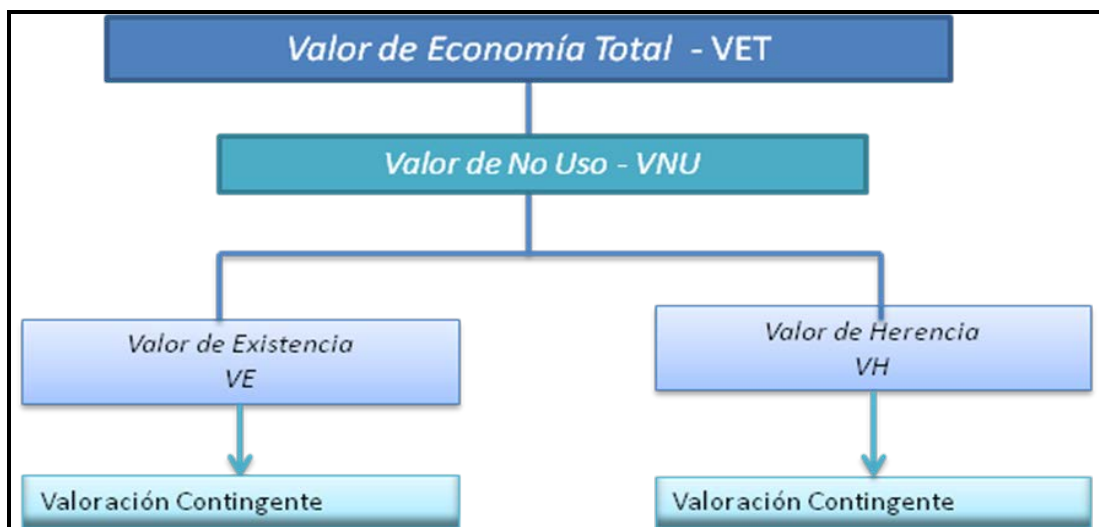 Valor de Economía Total - VET
Valor de No Uso - VNU
Valor de Existencia
VE
Valor de Herencia
VH
Valoración Contingente
Valoración Contingente